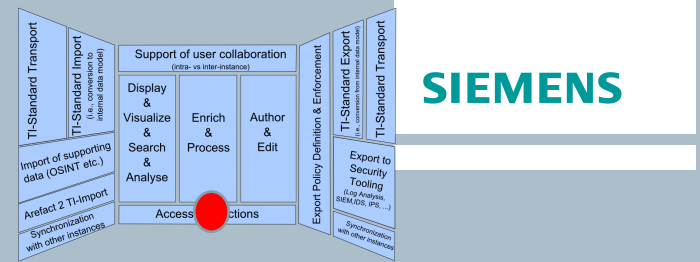 TI-Standard Transport
TI-Standard Import
(i.e., conversion to
internal data model)
Import of supporting
data (OSINT etc.)
Arefact 2 TI-Import
Synchronization
with other instances
Support of user collaboration
(intra- vs inter-instance)
Display
&
Visualize
&
Search
&
Analyse
Enrich
&
Process
Author
&
Edit
Access
Export Policy Definition & Enforcement
TI-Standard Export
(i.e., conversion from internal data model)
TI-Standard Transport
Export to
Security
Tooling
(Log Analysis,
SIEM,IDS, IPS, ...)
Synchronization
with other instances
SIEMENS